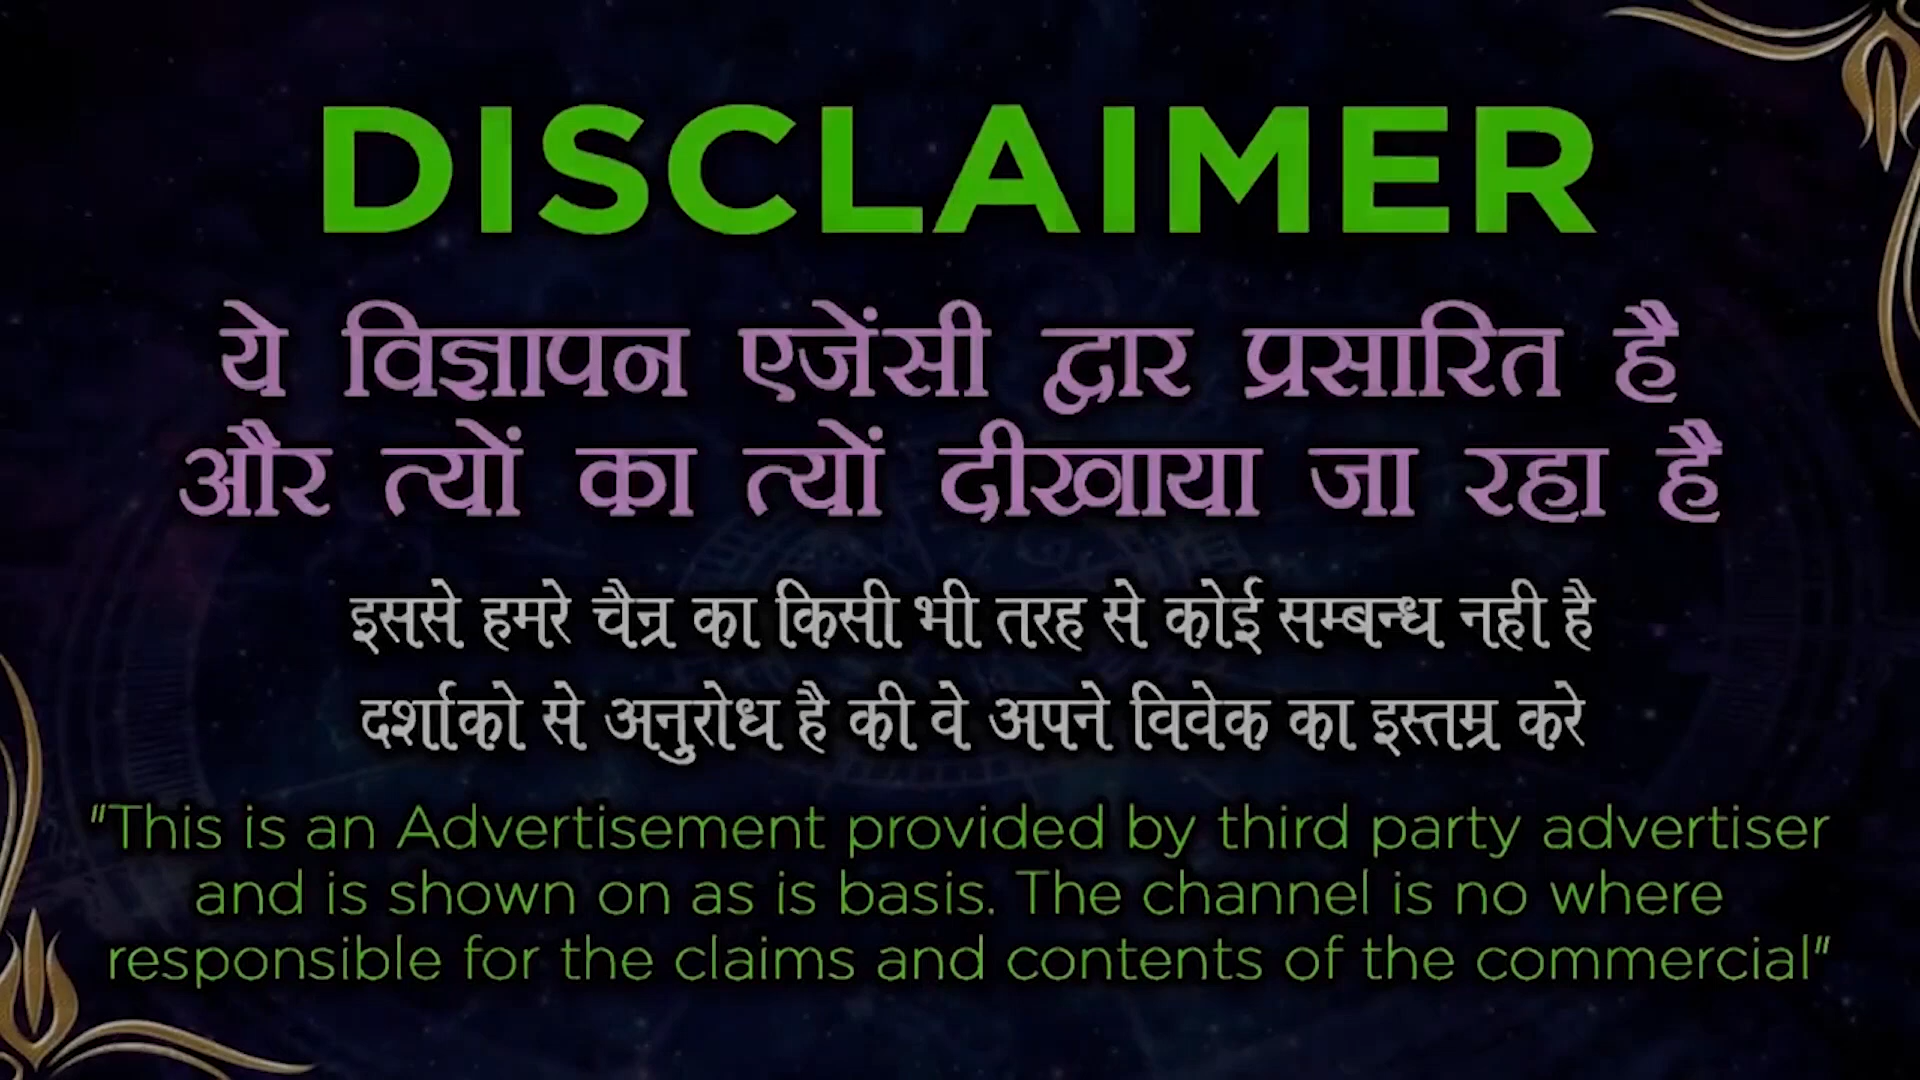 DISCLAIMER
ये विज्ञापन एजेंसी द्वार प्रसारित है
और त्यों का त्यों दीखाया जा रहा है
इससे हमरे चैन्र का किसी भी तरह से कोई सम्बन्ध नही है
दर्शाको से अनुरोध है की वे अपने विवेक का इस्तम्र करे
"This is an Advertisement provided by third party advertiser
and is shown on as is basis. The channel is no where
responsible for the claims and contents of the commercial"